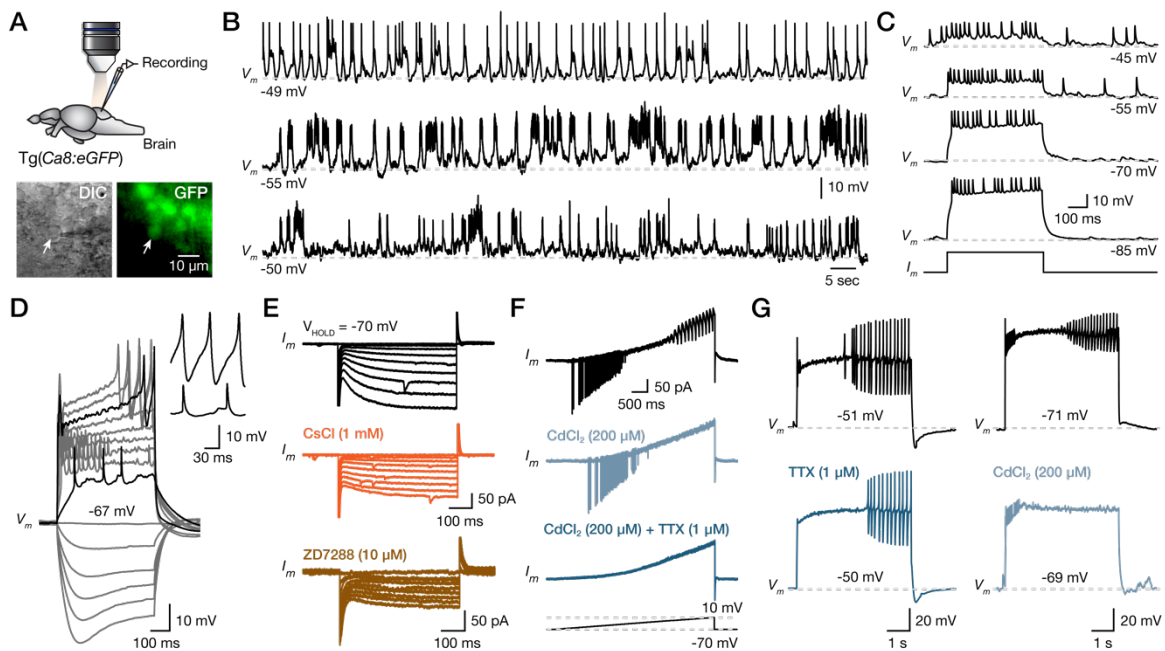 A
Recording
Brain
Tg(Ca8:eGFP)
DIC
GFP
10 µm
B
Vm
-49 mV
Vm
-55 mV
10 mV
Vm
-50 mV
5 sec
C
Vm
-45 mV
Vm
-55 mV
Vm
-70 mV
10 mV
100 ms
Vm
-85 mV
Im
D
10 mV
30 ms
Vm
-67 mV
10 mV
100 ms
E
VHOLD = -70 mV
Im
CsCl (1 mM)
Im
50 pA
100 ms
ZD7288 (10 µM)
Im
50 pA
100 ms
F
Im
50 pA
500 ms
CdCl2 (200 µM)
Im
CdCl2 (200 µM) + TTX (1 µM)
Im
10 mV
-70 mV
G
Vm
-51 mV
-71 mV
TTX (1 µM)
CdCl2 (200 µM)
Vm
-50 mV
-69 mV
20 mV
1 s
20 mV
1 s